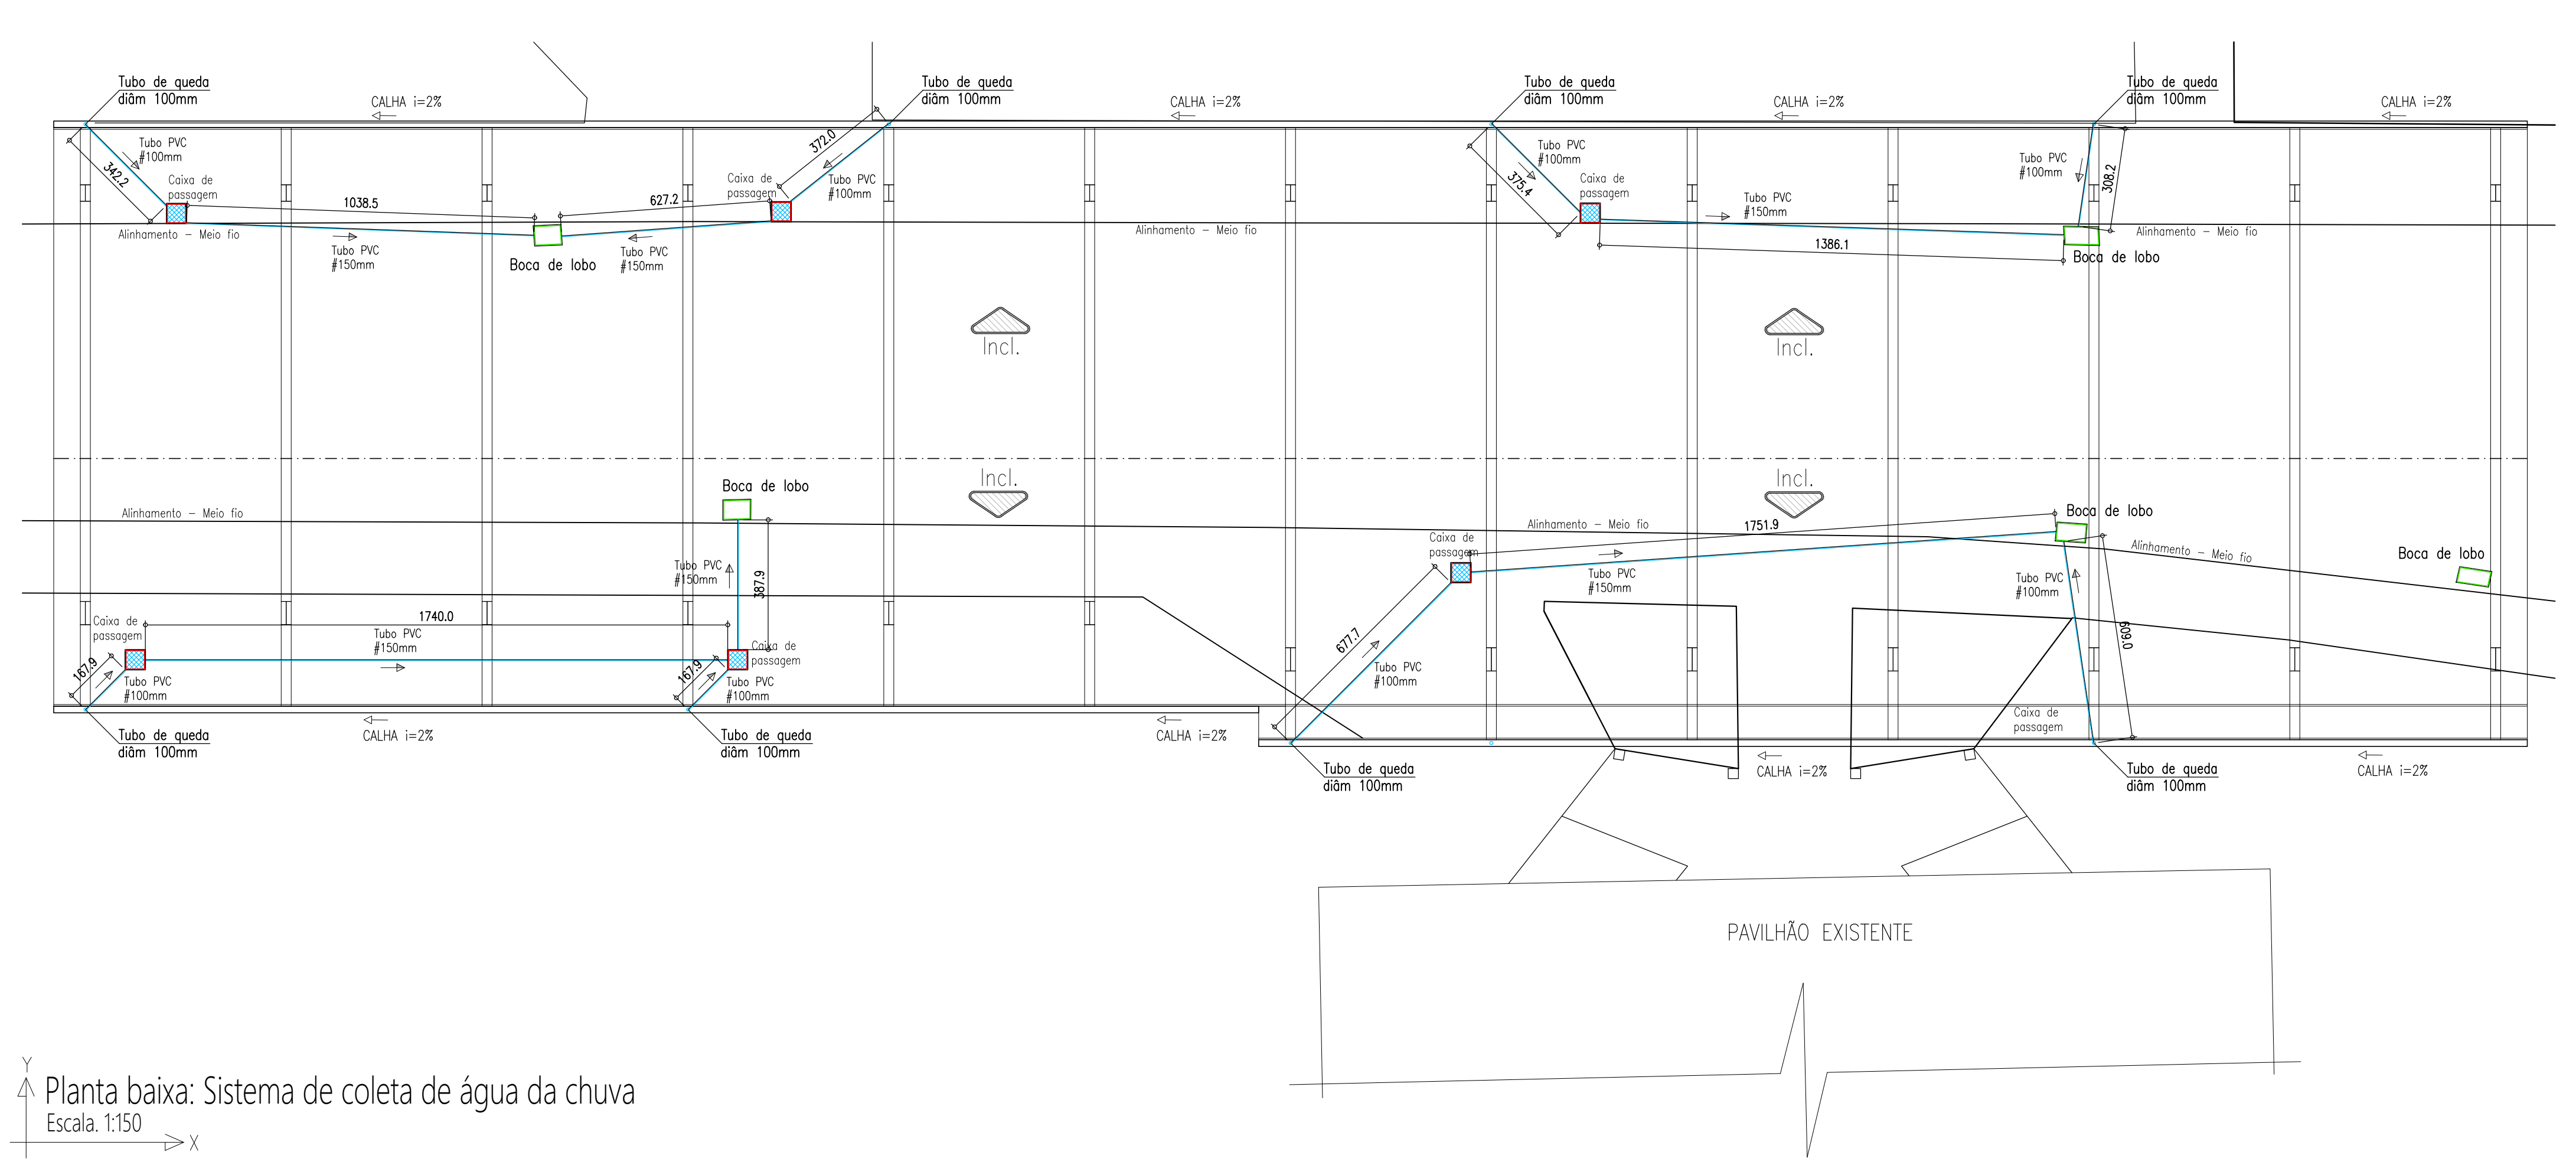 Tubo de queda
diâm 100mm
CALHA i=2%
Tubo de queda
diâm 100mm
CALHA i=2%
Tubo de queda
diâm 100mm
CALHA i=2%
Tubo de queda
diâm 100mm
CALHA i=2%
Tubo PVC
#100mm
342.2
Caixa de
passagem
1038.5
627.2
372.0
Caixa de
passagem
Tubo PVC
#100mm
Tubo PVC
#100mm
375.4
Caixa de
passagem
Tubo PVC
#150mm
Tubo PVC
#100mm
308.2
Alinhamento - Meio fio
Tubo PVC
#150mm
Boca de lobo
Tubo PVC
#150mm
Alinhamento - Meio fio
1386.1
Alinhamento - Meio fio
Boca de lobo
Incl.
Incl.
Incl.
Incl.
Boca de lobo
Alinhamento - Meio fio
Alinhamento - Meio fio
1751.9
Boca de lobo
Caixa de
passagem
Alinhamento - Meio fio
Boca de lobo
Tubo PVC
#150mm
387.9
Tubo PVC
#150mm
Tubo PVC
#100mm
609.0
Caixa de
passagem
1740.0
Tubo PVC
#150mm
Caixa de
passagem
167.9
Tubo PVC
#100mm
167.9
Tubo PVC
#100mm
677.7
Tubo PVC
#100mm
Caixa de
passagem
Tubo de queda
diâm 100mm
CALHA i=2%
Tubo de queda
diâm 100mm
CALHA i=2%
Tubo de queda
diâm 100mm
CALHA i=2%
Tubo de queda
diâm 100mm
CALHA i=2%
PAVILHÃO EXISTENTE
Y
Planta baixa: Sistema de coleta de água da chuva
Escala. 1:150
X